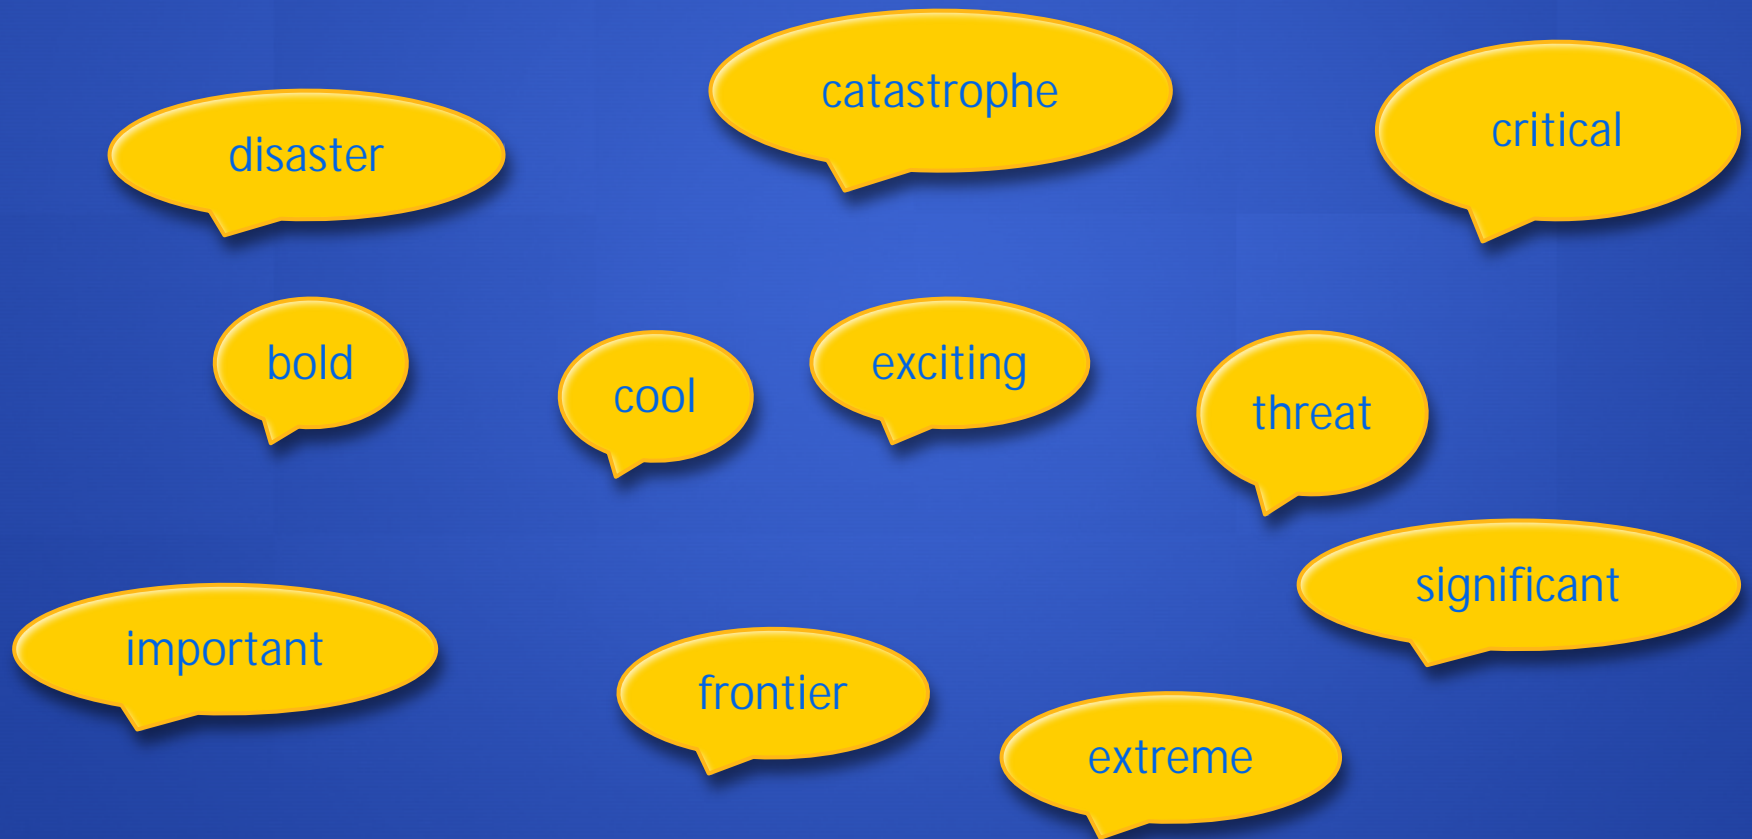 catastrophe
critical
disaster
bold
cool
exciting
threat
significant
important
frontier
extreme